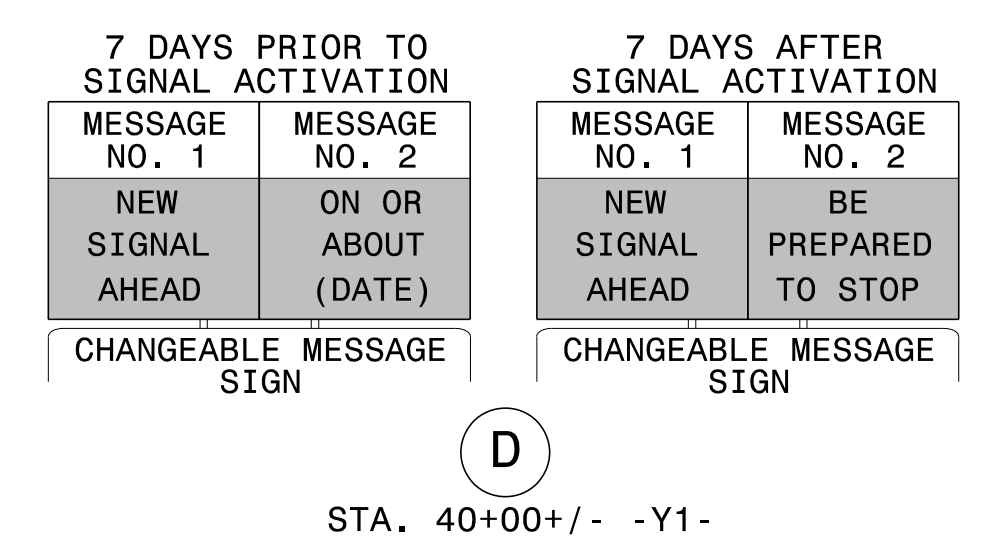 7 DAYS PRIOR TO
SIGNAL ACTIVATION
MESSAGE NO. 1
MESSAGE NO. 2
NEW
SIGNAL
AHEAD
ON OR
ABOUT
(DATE)
CHANGEABLE MESSAGE
SIGN
7 DAYS AFTER
SIGNAL ACTIVATION
MESSAGE NO. 1
MESSAGE NO. 2
NEW
SIGNAL
AHEAD
BE
PREPARED
TO STOP
CHANGEABLE MESSAGE
SIGN
D
STA. 40+00+/- -Y1-